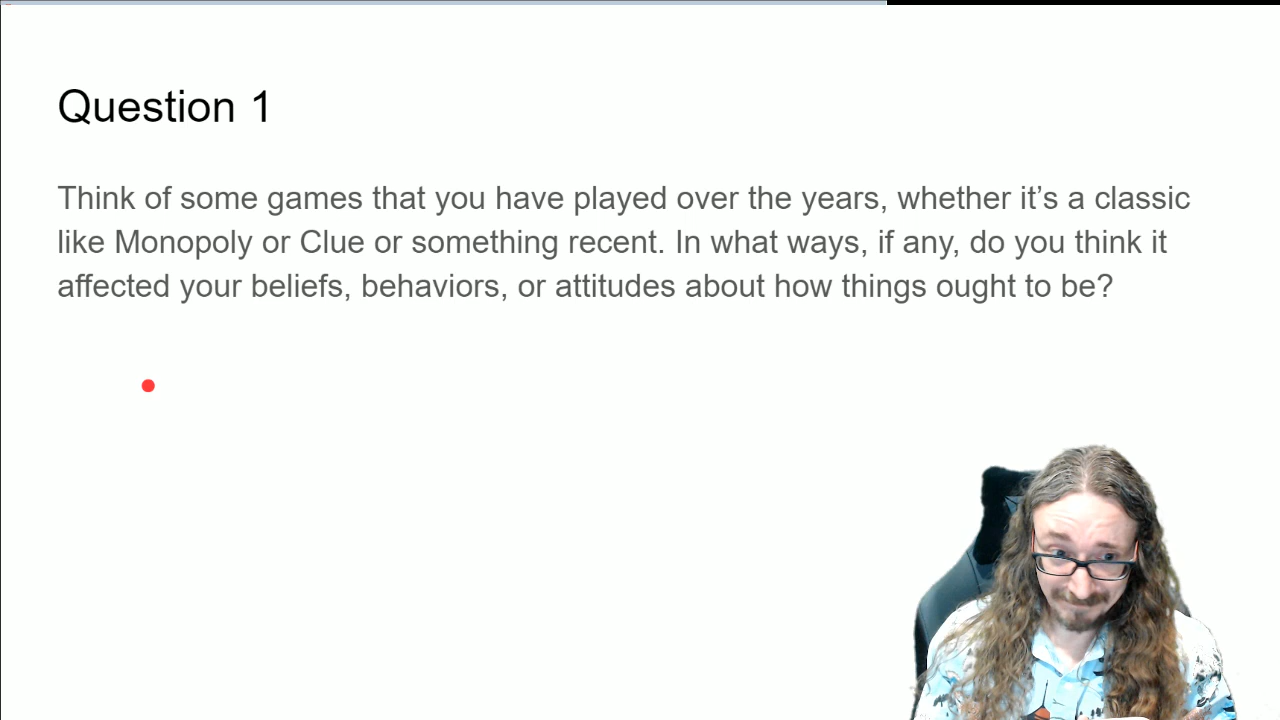 Question 1
Think of some games that you have played over the years, whether it’s a classic
like Monopoly or Clue or something recent. In what ways, if any, do you think it
affected your beliefs, behaviors, or attitudes about how things ought to be?